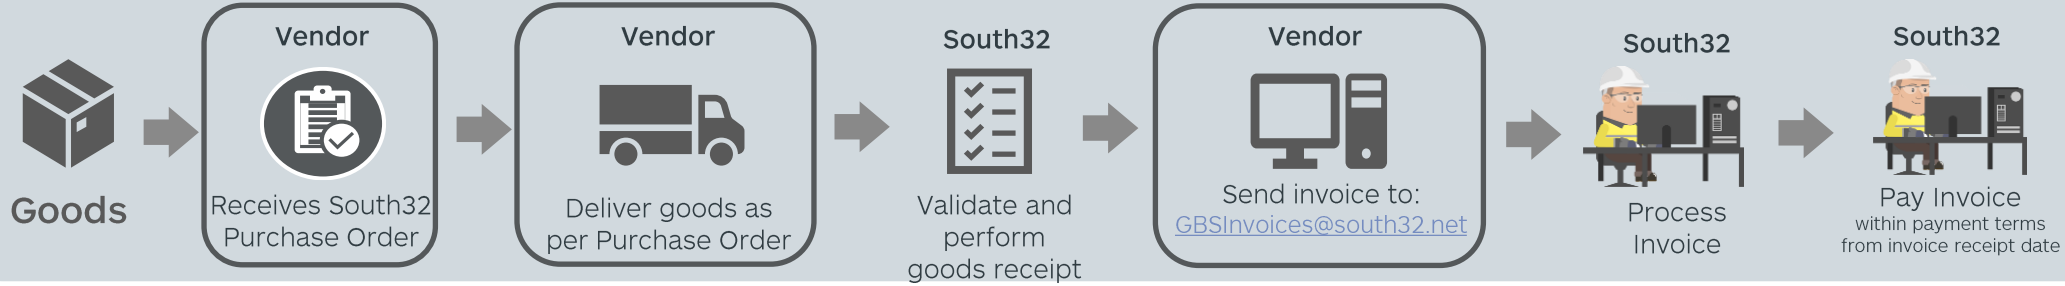 Goods
Vendor
Receives South32
Purchase Order
Vendor
Deliver goods as
per Purchase Order
South32
Validate and
perform
goods receipt
Vendor
Send invoice to:
GBSInvoices@south32.net
South32
Process
Invoice
South32
Pay Invoice
within payment terms
from invoice receipt date